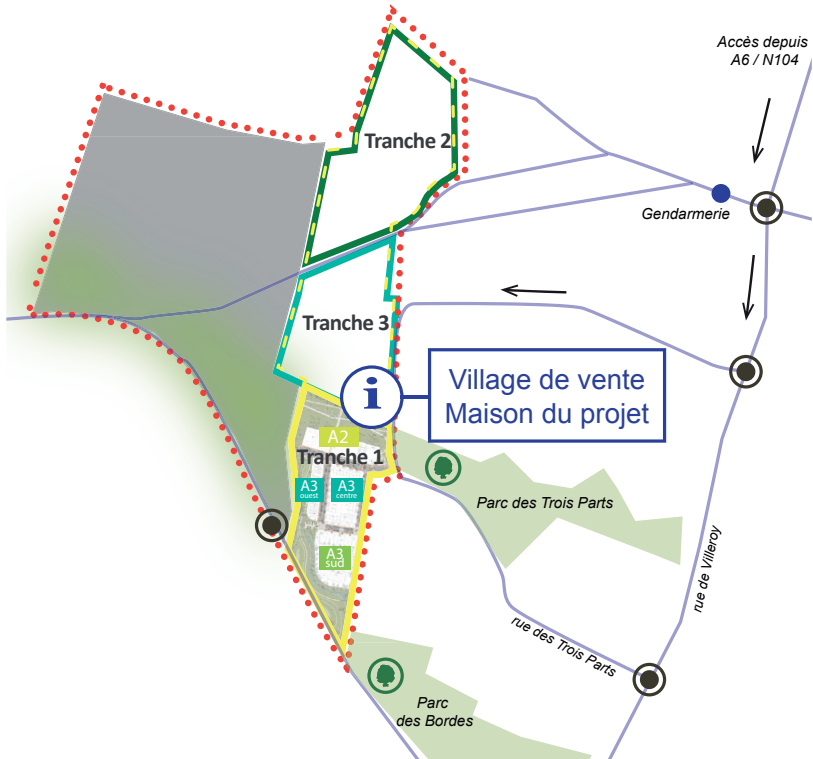 Accès depuis
A6 / N104
Tranche 2
Gendarmerie
Tranche 3
i
Village de vente
Maison du projet
A2
Tranche 1
A3
ouest
A3
centre
Parc des Trois Parts
A3
sud
rue de Villeroy
rue des Trois Parts
Parc
des Bordes